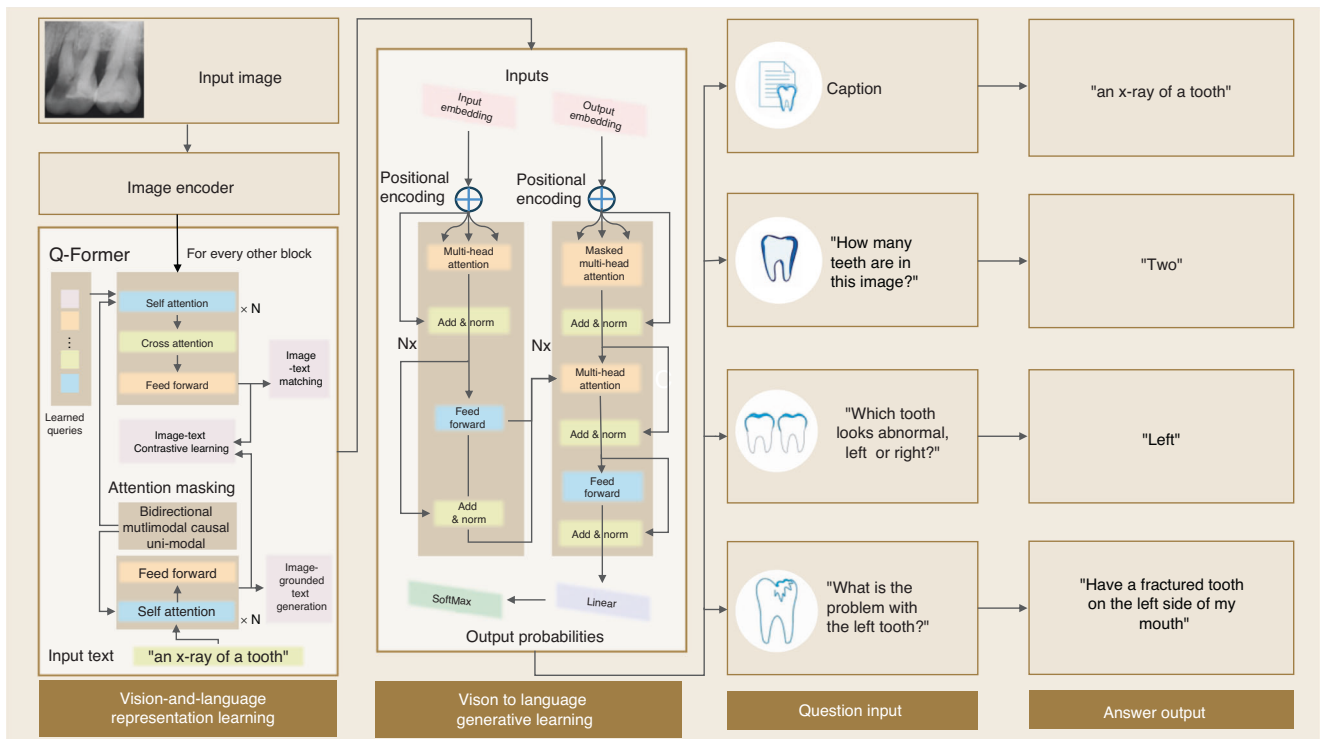 Input image
Image encoder
Q-Former
For every other block
Self attention
× N
Cross attention
Feed forward
Learned
queries
Image
-text
matching
Image-text
Contrastive learning
Attention masking
Bidirectional
mutlimodal causal
uni-modal
Feed forward
Self attention
× N
Image-
grounded
text
generation
Input text
"an x-ray of a tooth"
Vision-and-language
representation learning
Inputs
Input
embedding
Output
embedding
Positional
encoding
Positional
encoding
Multi-head
attention
Masked
multi-head
attention
Add & norm
Add & norm
Nx
Nx
Multi-head
attention
Feed
forward
Add & norm
Feed
forward
Add
& norm
Add & norm
SoftMax
Linear
Output probabilities
Vison to language
generative learning
Caption
"How many
teeth are in
this image?"
"Which tooth
looks abnormal,
left or right?"
"What is the
problem with
the left tooth?"
Question input
"an x-ray of a tooth"
"Two"
"Left"
"Have a fractured tooth
on the left side of my
mouth"
Answer output